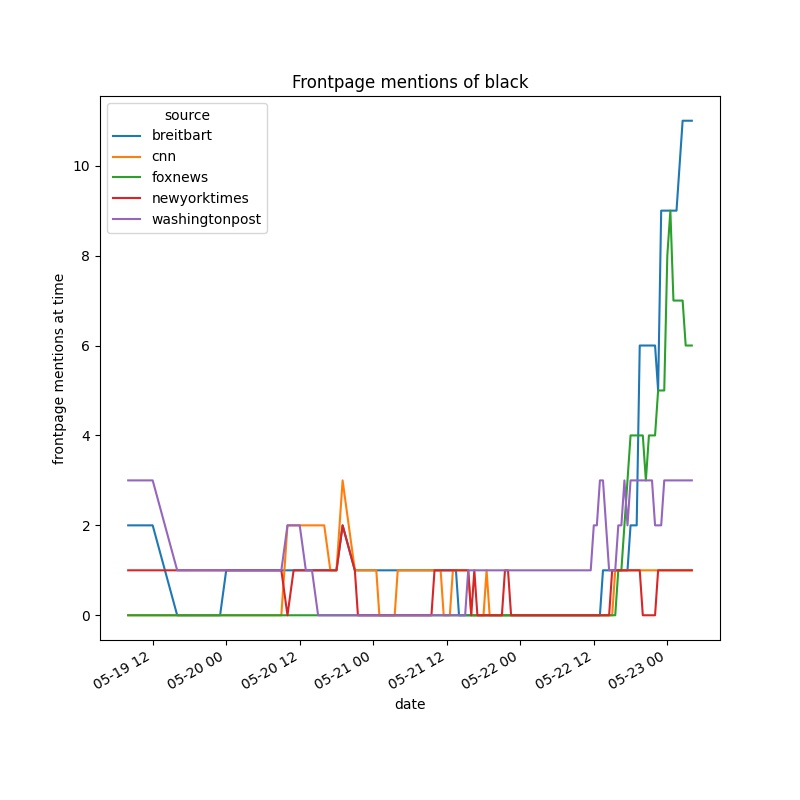 Frontpage mentions of black
source
breitbart
cnn
foxnews
newyorktimes
washingtonpost
frontpage mentions at time
10
8
6
4
2
0
05-19 12
05-20 00
05-20 12
05-21 00
05-21 12
05-22 00
05-22 12
05-23 00
date